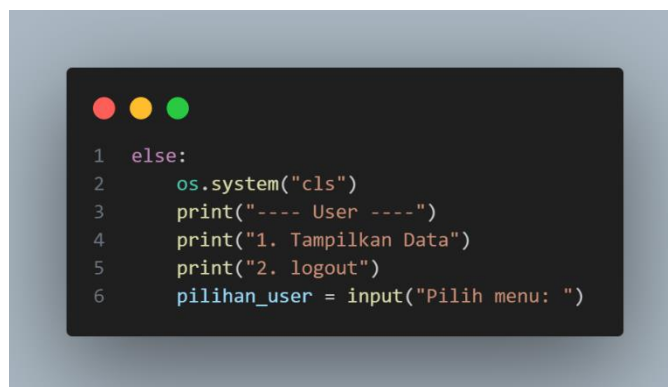 1 else:
2     os.system("cls")
3     print("---- User ----")
4     print("1. Tampilkan Data")
5     print("2. logout")
6     pilihan_user = input("Pilih menu: ")